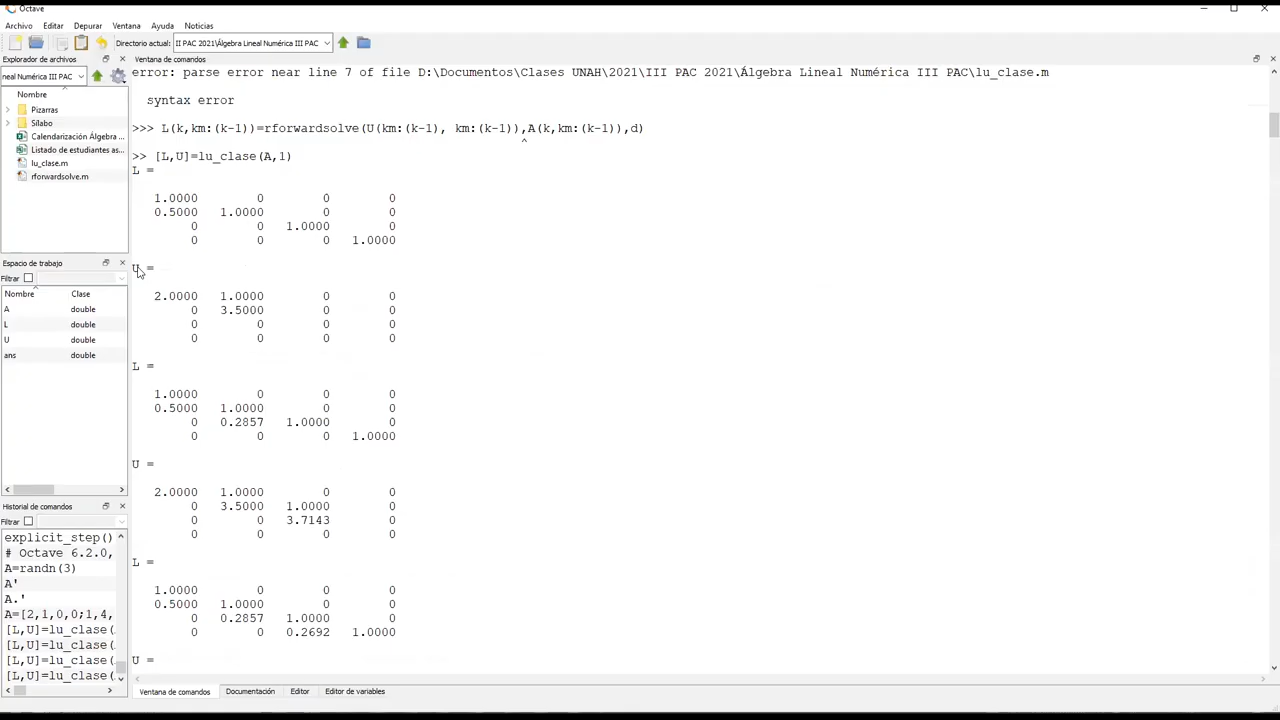 Octave
Archivo Editar Depurar Ventana Ayuda Noticias
Directorio actual: II PAC 2021\Álgebra Lineal Numérica III PAC
Explorador de archivos
Ventana de comandos
neal Numérica III PAC
Nombre
Pizarras
Sílabo
Calendarización Álgebra ...
Listado de estudiantes as...
lu_clase.m
rforwardsolve.m
Espacio de trabajo
Filtrar
Nombre Clase
A double
L double
U double
ans double
Historial de comandos
Filtrar
explicit_step()
# Octave 6.2.0,
A=randn(3)
A'
A.'
A=[2,1,0,0;1,4,
[L,U]=lu_clase(
[L,U]=lu_clase(
[L,U]=lu_clase(
[L,U]=lu_clase(
error: parse error near line 7 of file D:\Documentos\Clases UNAH\2021\III PAC 2021\Álgebra Lineal Numérica III PAC\lu_clase.m
syntax error
>>> L(k,km:(k-1))=rforwardsolve(U(km:(k-1), km:(k-1)),A(k,km:(k-1)),d)
^
>> [L,U]=lu_clase(A,1)
L =
1.0000 0 0 0
0.5000 1.0000 0 0
0 0 1.0000 0
0 0 0 1.0000
U =
2.0000 1.0000 0 0
0 3.5000 0 0
0 0 0 0
0 0 0 0
L =
1.0000 0 0 0
0.5000 1.0000 0 0
0 0.2857 1.0000 0
0 0 0 1.0000
U =
2.0000 1.0000 0 0
0 3.5000 1.0000 0
0 0 3.7143 0
0 0 0 0
L =
1.0000 0 0 0
0.5000 1.0000 0 0
0 0.2857 1.0000 0
0 0 0.2692 1.0000
U =
Ventana de comandos Documentación Editor Editor de variables